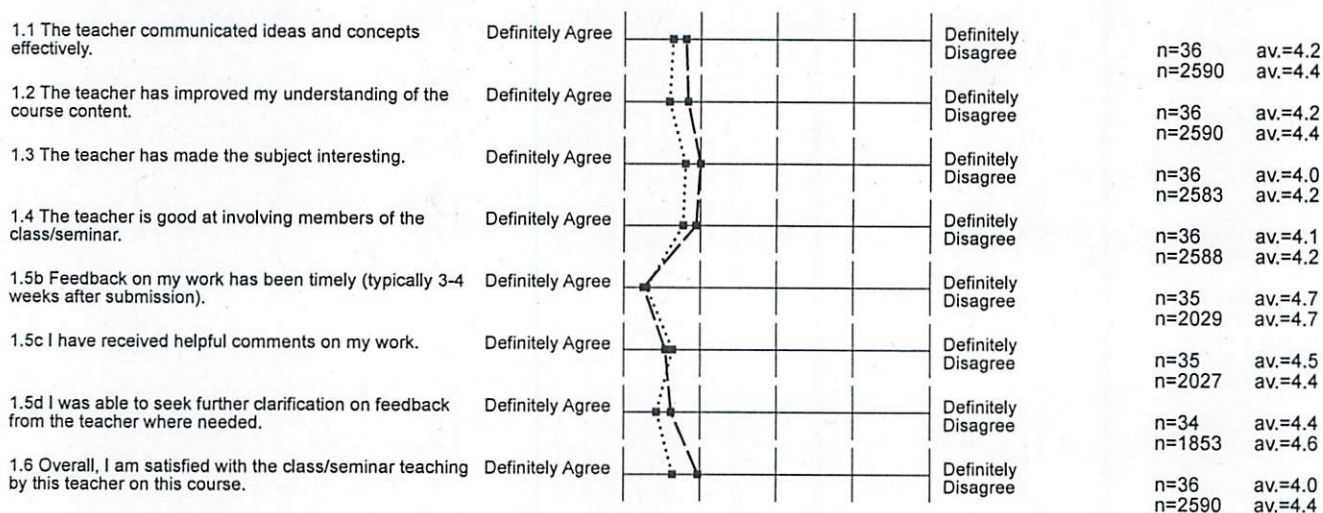 1.1 The teacher communicated ideas and concepts
effectively.
Definitely Agree
Definitely
Disagree
n=36 av.=4.2
n=2590 av.=4.4
1.2 The teacher has improved my understanding of the
course content.
Definitely Agree
Definitely
Disagree
n=36 av.=4.2
n=2590 av.=4.4
1.3 The teacher has made the subject interesting.
Definitely Agree
Definitely
Disagree
n=36 av.=4.0
n=2583 av.=4.2
1.4 The teacher is good at involving members of the
class/seminar.
Definitely Agree
Definitely
Disagree
n=36 av.=4.1
n=2588 av.=4.2
1.5b Feedback on my work has been timely (typically 3-4
weeks after submission).
Definitely Agree
Definitely
Disagree
n=35 av.=4.7
n=2029 av.=4.7
1.5c I have received helpful comments on my work.
Definitely Agree
Definitely
Disagree
n=35 av.=4.5
n=2027 av.=4.4
1.5d I was able to seek further clarification on feedback
from the teacher where needed.
Definitely Agree
Definitely
Disagree
n=34 av.=4.4
n=1853 av.=4.6
1.6 Overall, I am satisfied with the class/seminar teaching
by this teacher on this course.
Definitely Agree
Definitely
Disagree
n=36 av.=4.0
n=2590 av.=4.4